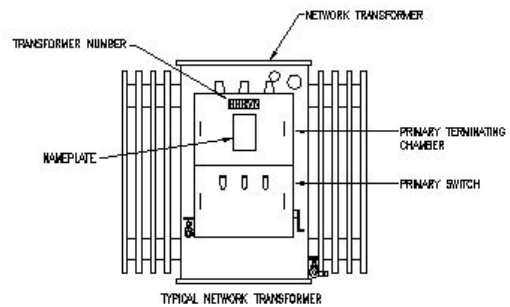 NETWORK TRANSFORMER
TRANSFORMER NUMBER
PRIMARY TERMINATING
CHAMBER
NAMEPLATE
PRIMARY SWITCH
TYPICAL NETWORK TRANSFORMER